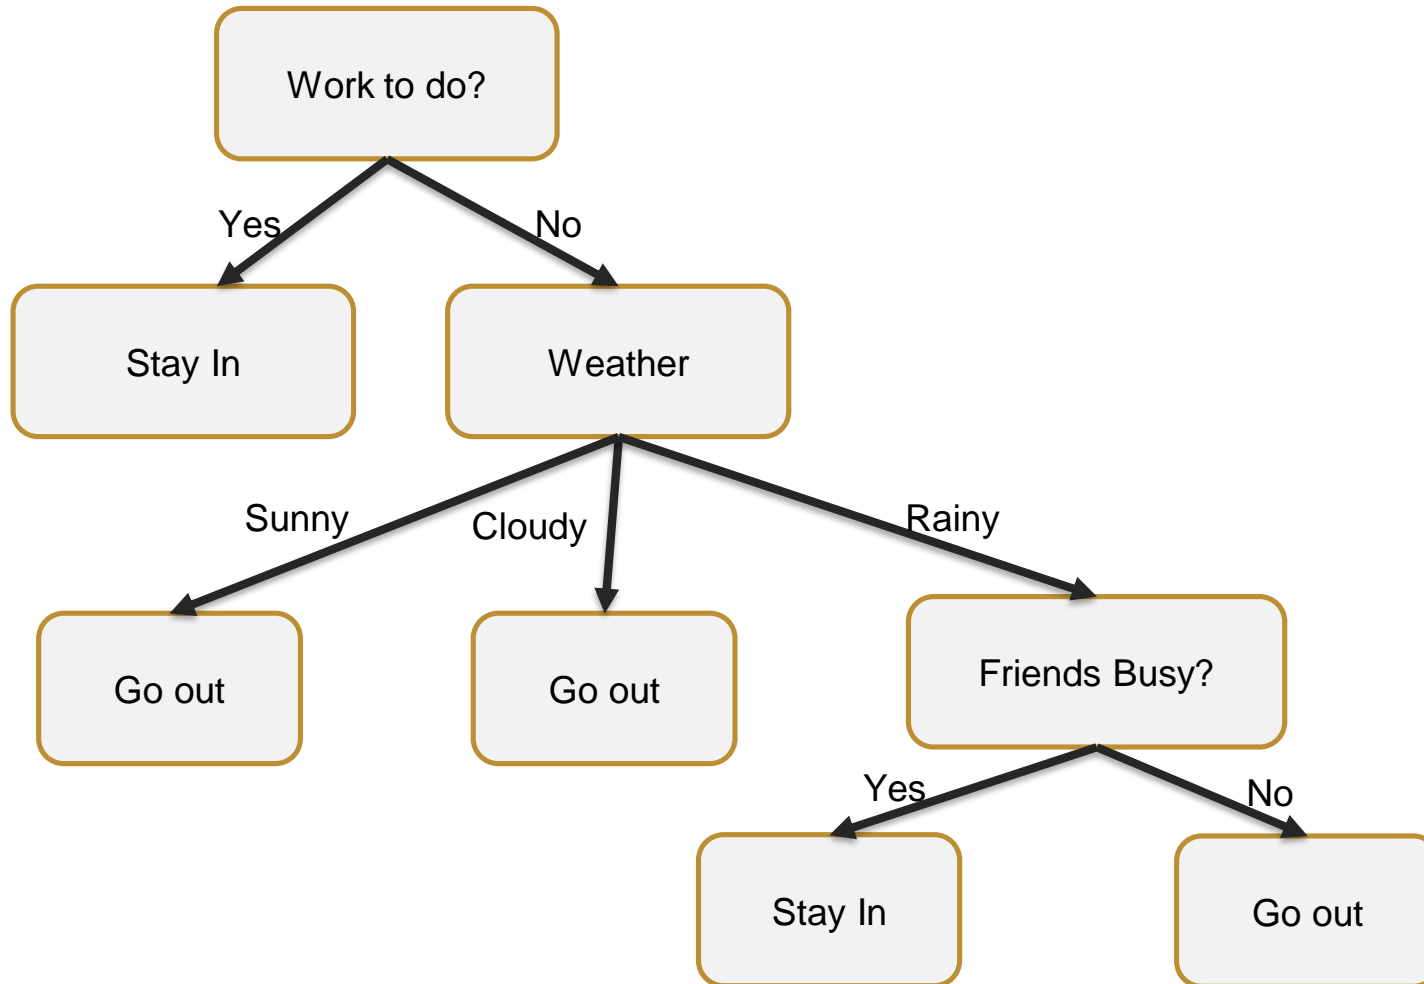 Work to do?
Yes
No
Stay In
Weather
Sunny
Cloudy
Rainy
Go out
Go out
Friends Busy?
Yes
No
Stay In
Go out